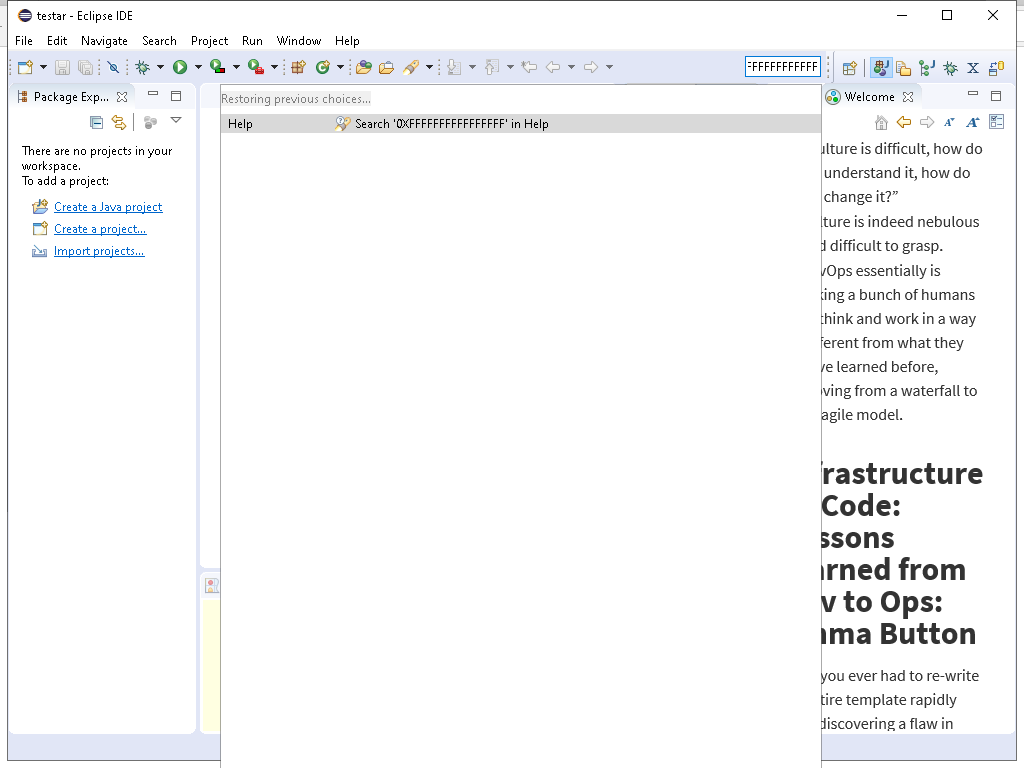 testar - Eclipse IDE
File Edit Navigate Search Project Run Window Help
FFFFFFFFFFF
Package Exp...
Welcome
There are no projects in your
workspace.
To add a project:
Create a Java project
Create a project...
Import projects...
Restoring previous choices...
Help Search '0XFFFFFFFFFFFFFFFF' in Help
ulture is difficult, how do
understand it, how do
change it?”
lture is indeed nebulous
d difficult to grasp.
vOps essentially is
king a bunch of humans
think and work in a way
ferent from what they
ve learned before,
oving from a waterfall to
agile model.
frastructure
Code:
ssons
arned from
v to Ops:
mma Button
you ever had to re-write
tire template rapidly
discovering a flaw in